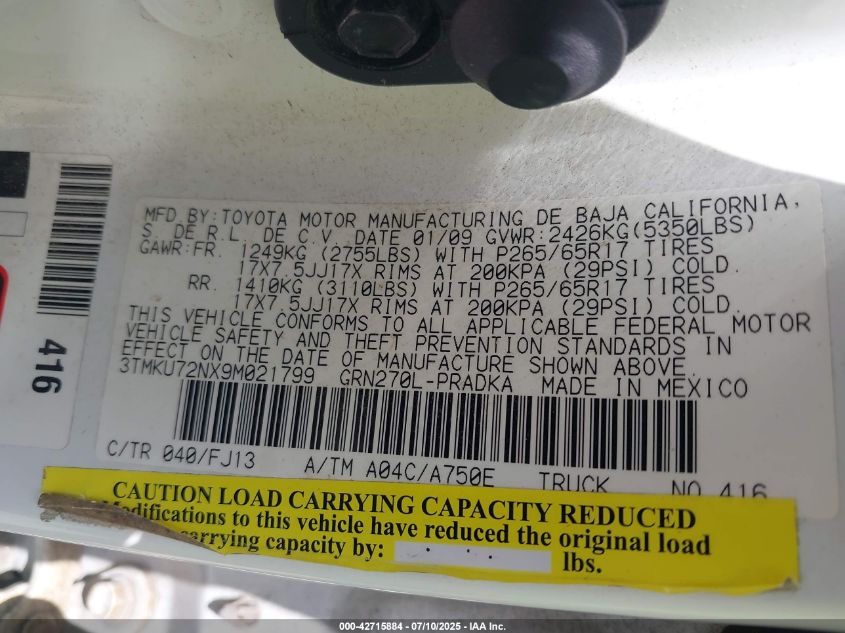 MFD.BY:TOYOTA MOTOR MANUFACTURING DE BAJA CALIFORNIA,
S. DE R.L. DE C.V. DATE 01/09 GVWR:2426KG(5350LBS)
GAWR:FR. 1249KG (2755LBS) WITH P265/65R17 TIRES
17X7.5JJ17X RIMS AT 200KPA (29PSI) COLD.
RR. 1410KG (3110LBS) WITH P265/65R17 TIRES
17X7.5JJ17X RIMS AT 200KPA (29PSI) COLD.
THIS VEHICLE CONFORMS TO ALL APPLICABLE FEDERAL MOTOR
VEHICLE SAFETY AND THEFT PREVENTION STANDARDS IN
EFFECT ON THE DATE OF MANUFACTURE SHOWN ABOVE.
3TMKU72NX9M021799 GRN270L-PRADKA MADE IN MEXICO
C/TR 040/FJ13 A/TM A04C/A750E TRUCK NO.416
416
CAUTION LOAD CARRYING CAPACITY REDUCED
Modifications to this vehicle have reduced the original load
carrying capacity by: lbs.
000-42715884 - 07/10/2025 - IAA Inc.